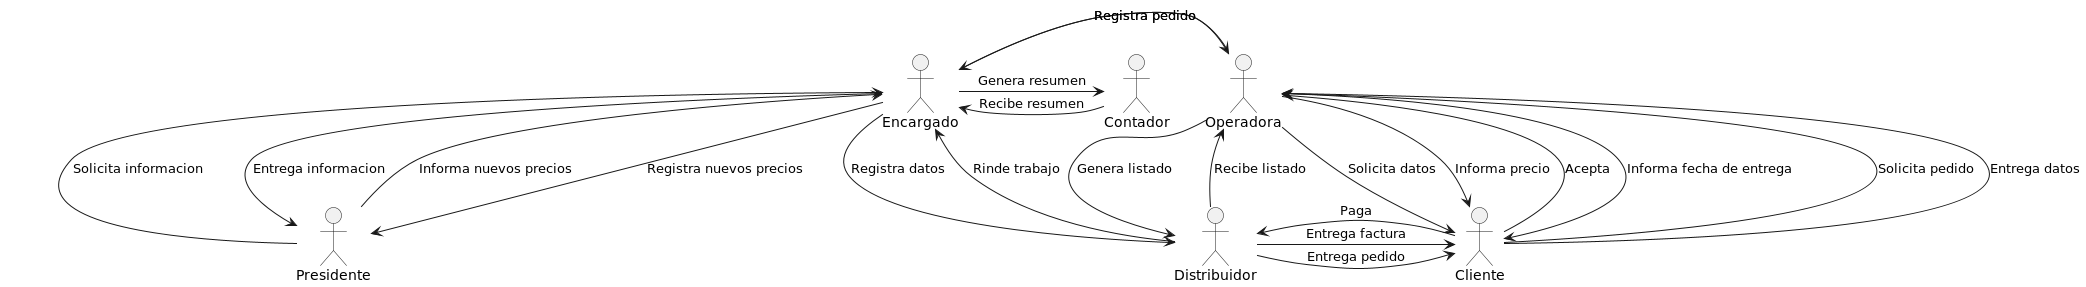 Registra pedido
Genera resumen
Recibe resumen
Encargado
Contador
Operadora
Solicita informacion
Entrega informacion
Informa nuevos precios
Registra nuevos precios
Registra datos
Rinde trabajo
Genera listado
Recibe listado
Solicita datos
Informa precio
Acepta
Informa fecha de entrega
Solicita pedido
Entrega datos
Paga
Entrega factura
Entrega pedido
Presidente
Distribuidor
Cliente